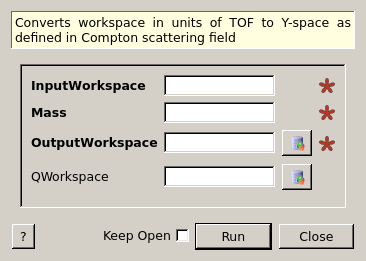 Converts workspace in units of TOF to Y-space as
defined in Compton scattering field
InputWorkspace
Mass
OutputWorkspace
QWorkspace
? Keep Open Run Close